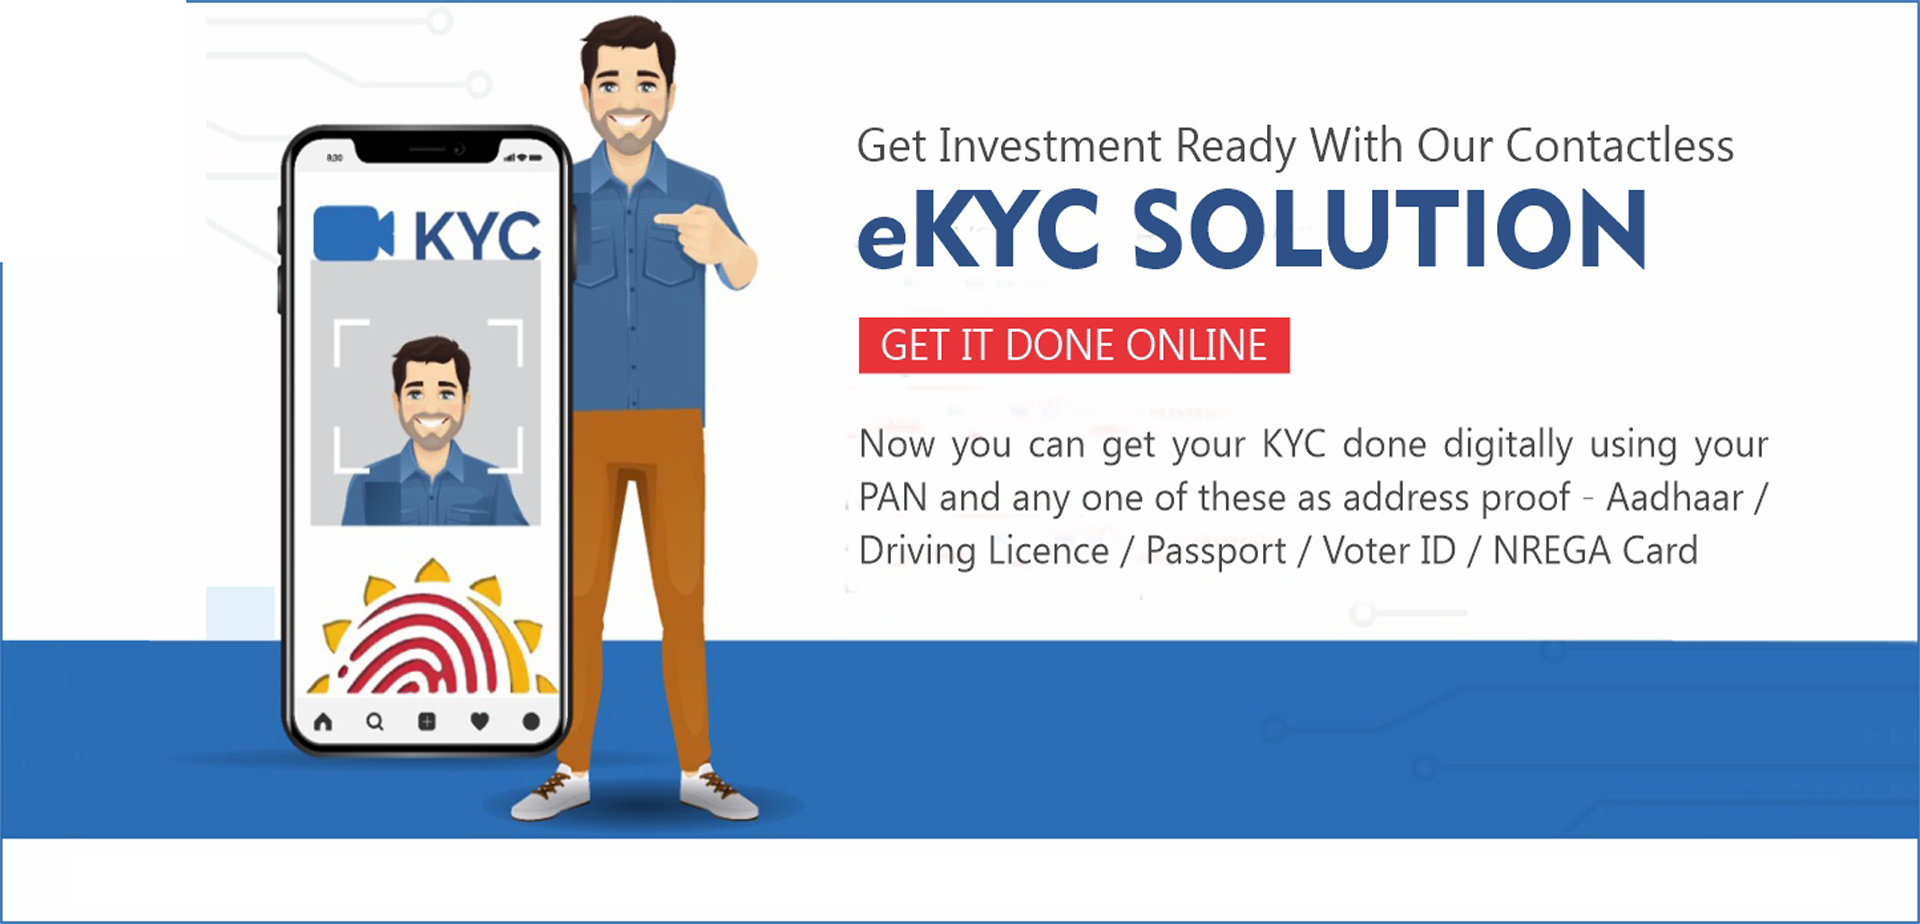 8:30
KYC
Get Investment Ready With Our Contactless
eKYC SOLUTION
GET IT DONE ONLINE
Now you can get your KYC done digitally using your
PAN and any one of these as address proof - Aadhaar /
Driving Licence / Passport / Voter ID / NREGA Card